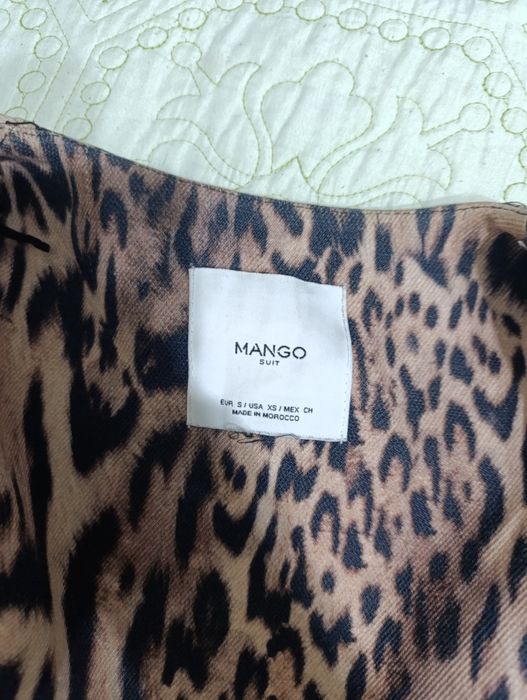 MANGO
SUIT
EUR S / USA XS / MEX CH
MADE IN MOROCCO